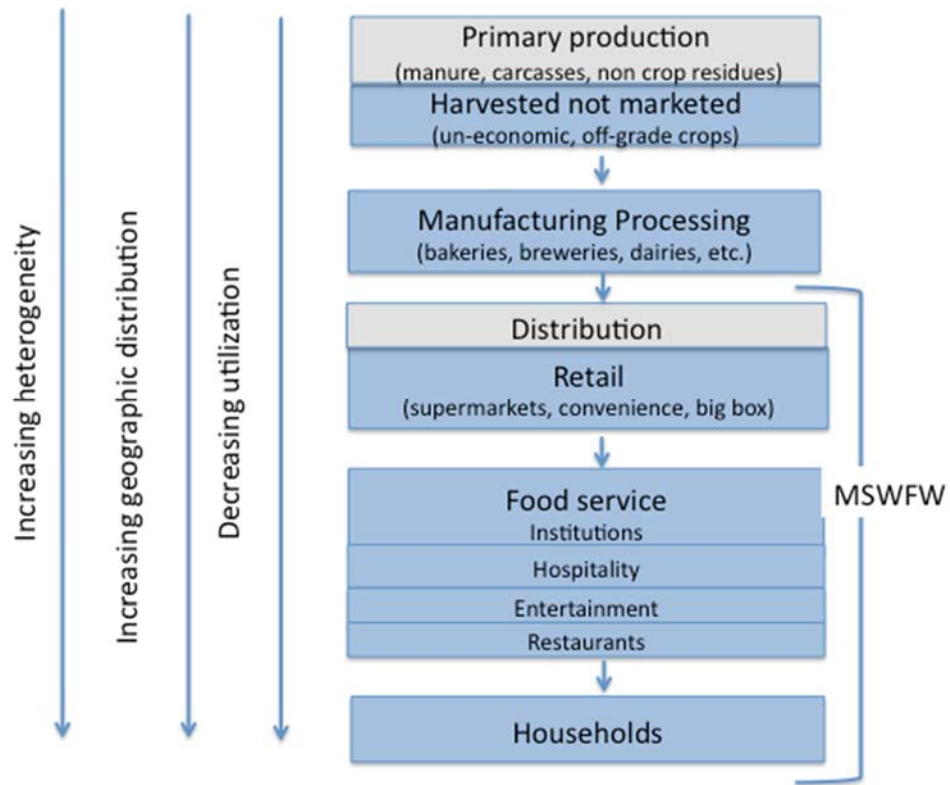 Primary production
(manure, carcasses, non crop residues)
Harvested not marketed
(un-economic, off-grade crops)
Manufacturing Processing
(bakeries, breweries, dairies, etc.)
Distribution
Retail
(supermarkets, convenience, big box)
Food service
Institutions
Hospitality
Entertainment
Restaurants
Households
MSWFW
Increasing heterogeneity
Increasing geographic distribution
Decreasing utilization